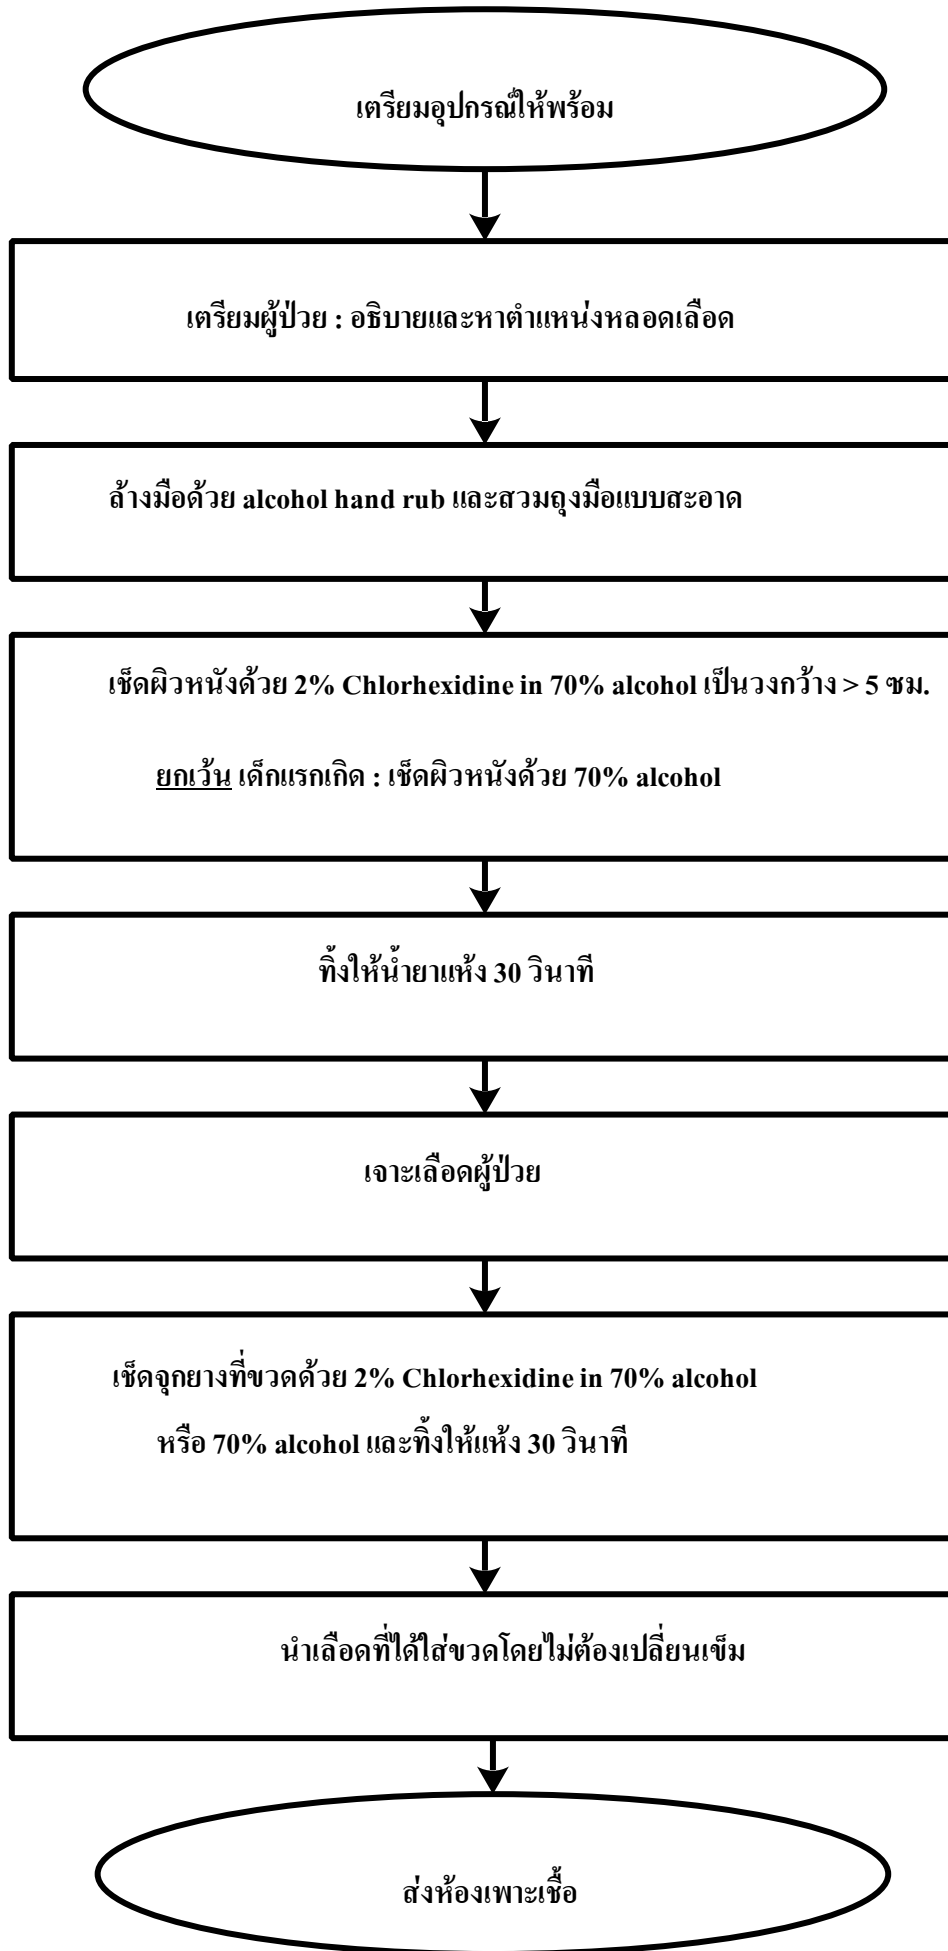 เตรียมอุปกรณ์ให้พร้อม
เตรียมผู้ป่วย : อธิบายและหาตำแหน่งหลอดเลือด
ล้างมือด้วย alcohol hand rub และสวมถุงมือแบบสะอาด
เช็ดผิวหนังด้วย 2% Chlorhexidine in 70% alcohol เป็นวงกว้าง > 5 ซม.
ยกเว้น เด็กแรกเกิด : เช็ดผิวหนังด้วย 70% alcohol
ทิ้งให้น้ำยาแห้ง 30 วินาที
เจาะเลือดผู้ป่วย
เช็ดจุกยางที่ขวดด้วย 2% Chlorhexidine in 70% alcohol
หรือ 70% alcohol และทิ้งให้แห้ง 30 วินาที
นำเลือดที่ได้ใส่ขวดโดยไม่ต้องเปลี่ยนเข็ม
ส่งห้องเพาะเชื้อ